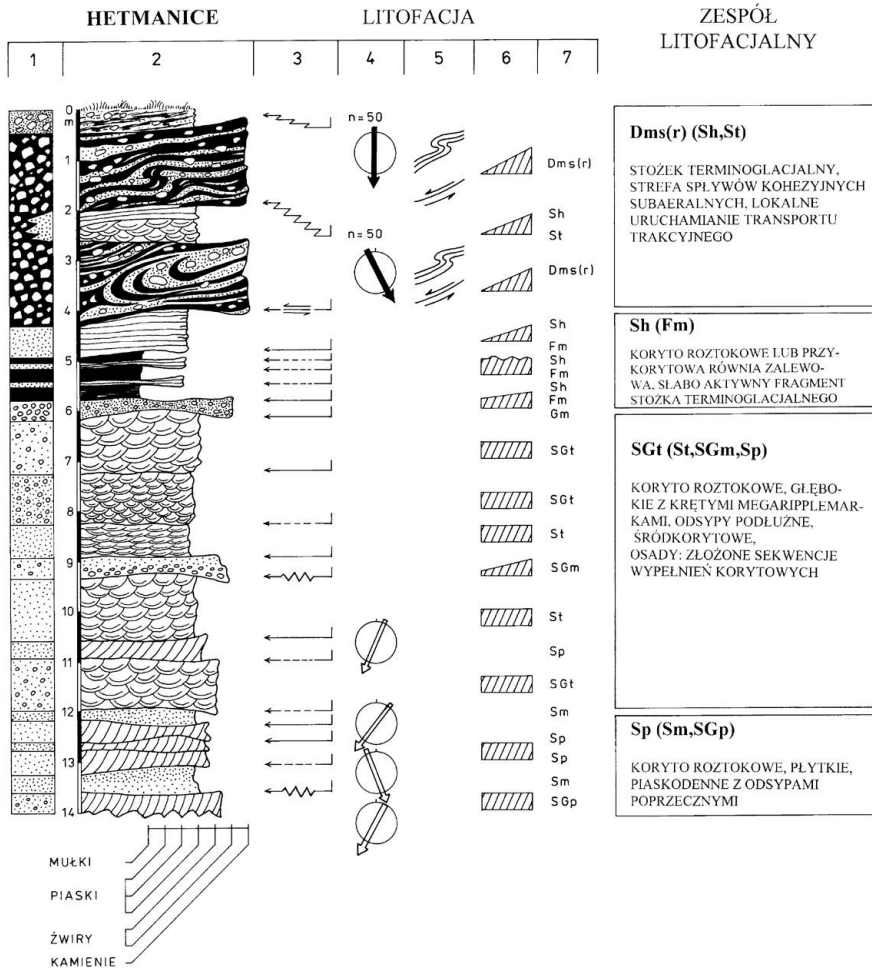 HETMANICE
LITOFACJA
ZESPÓŁ
LITOFACJALNY
1 2 3 4 5 6 7
0
m
1
2
3
4
5
6
7
8
9
10
11
12
13
14
n = 50
n = 50
Dms(r)
Sh
St
Dms(r)
Sh
Fm
Sh
Fm
Sh
Fm
Gm
SGt
SGt
St
SGm
St
Sp
SGt
Sm
Sp
Sp
Sm
SGp
Dms(r) (Sh,St)
STOŻEK TERMINOGLACJALNY,
STREFA SPŁYWÓW KOHEZYJNYCH
SUBAERALNYCH, LOKALNE
URUCHAMIANIE TRANSPORTU
TRAKCYJNEGO
Sh (Fm)
KORYTO ROZTOKOWE LUB PRZY-
KORYTOWA RÓWNIA ZALEWO-
WA, SŁABO AKTYWNY FRAGMENT
STOŻKA TERMINOGLACJALNEGO
SGt (St,SGm,Sp)
KORYTO ROZTOKOWE, GŁĘBO-
KIE Z KRĘTYMI MEGARIPPLEMAR-
KAMI, ODSYPY PODŁUŻNE,
ŚRÓDKORYTOWE,
OSADY: ZŁOŻONE SEKWENCJE
WYPEŁNIEŃ KORYTOWYCH
Sp (Sm,SGp)
KORYTO ROZTOKOWE, PŁYTKIE,
PIASKODENNE Z ODSYPAMI
POPRZECZNYMI
MUŁKI
PIASKI
ŻWIRY
KAMIENIE